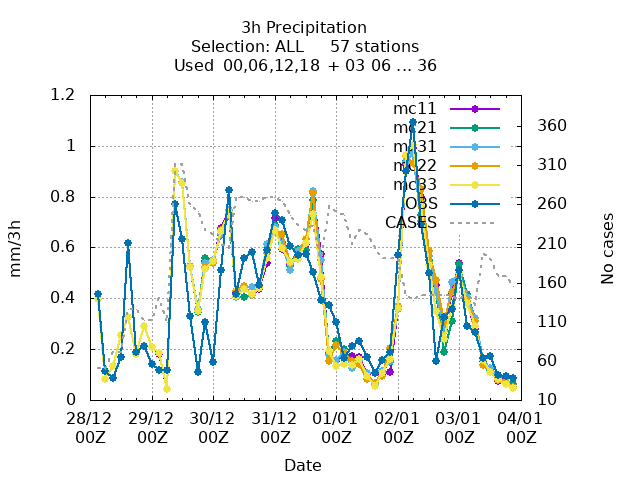 3h Precipitation
Selection: ALL 57 stations
Used 00,06,12,18 + 03 06 ... 36
mm/3h
1.2
1
0.8
0.6
0.4
0.2
0
mc11
mc21
mc31
mc22
mc33
OBS
CASES
360
310
260
210
160
110
60
10
No cases
28/12 29/12 30/12 31/12 01/01 02/01 03/01 04/01
00Z 00Z 00Z 00Z 00Z 00Z 00Z 00Z
Date